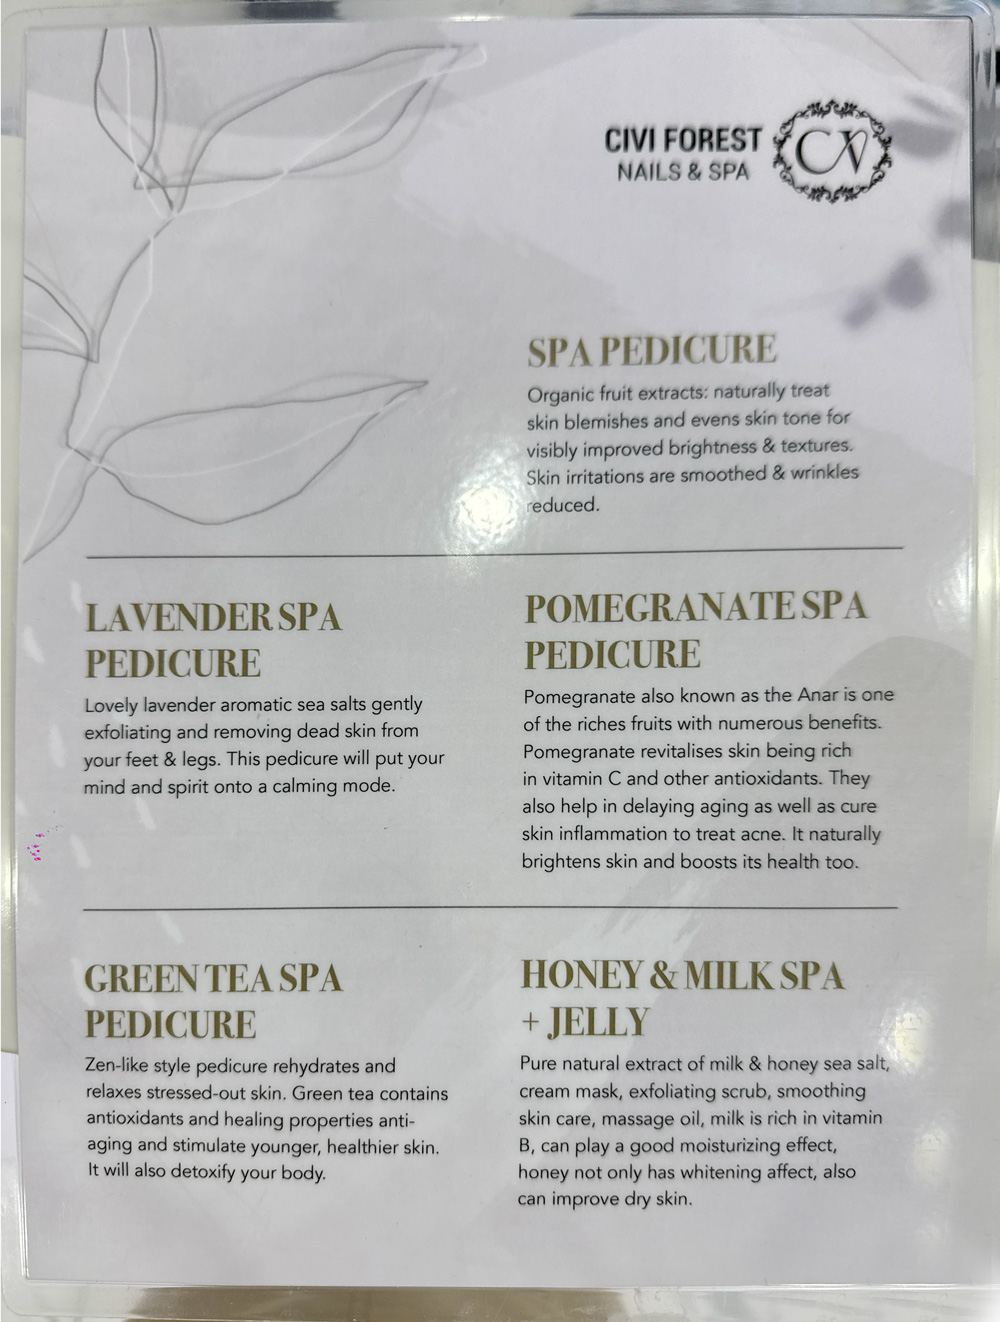 CIVI FOREST
NAILS & SPA
CN
SPA PEDICURE
Organic fruit extracts: naturally treat
skin blemishes and evens skin tone for
visibly improved brightness & textures.
Skin irritations are smoothed & wrinkles
reduced.
LAVENDER SPA
PEDICURE
Lovely lavender aromatic sea salts gently
exfoliating and removing dead skin from
your feet & legs. This pedicure will put your
mind and spirit onto a calming mode.
POMEGRANATE SPA
PEDICURE
Pomegranate also known as the Anar is one
of the riches fruits with numerous benefits.
Pomegranate revitalises skin being rich
in vitamin C and other antioxidants. They
also help in delaying aging as well as cure
skin inflammation to treat acne. It naturally
brightens skin and boosts its health too.
GREEN TEA SPA
PEDICURE
Zen-like style pedicure rehydrates and
relaxes stressed-out skin. Green tea contains
antioxidants and healing properties anti-
aging and stimulate younger, healthier skin.
It will also detoxify your body.
HONEY & MILK SPA
+ JELLY
Pure natural extract of milk & honey sea salt,
cream mask, exfoliating scrub, smoothing
skin care, massage oil, milk is rich in vitamin
B, can play a good moisturizing effect,
honey not only has whitening affect, also
can improve dry skin.